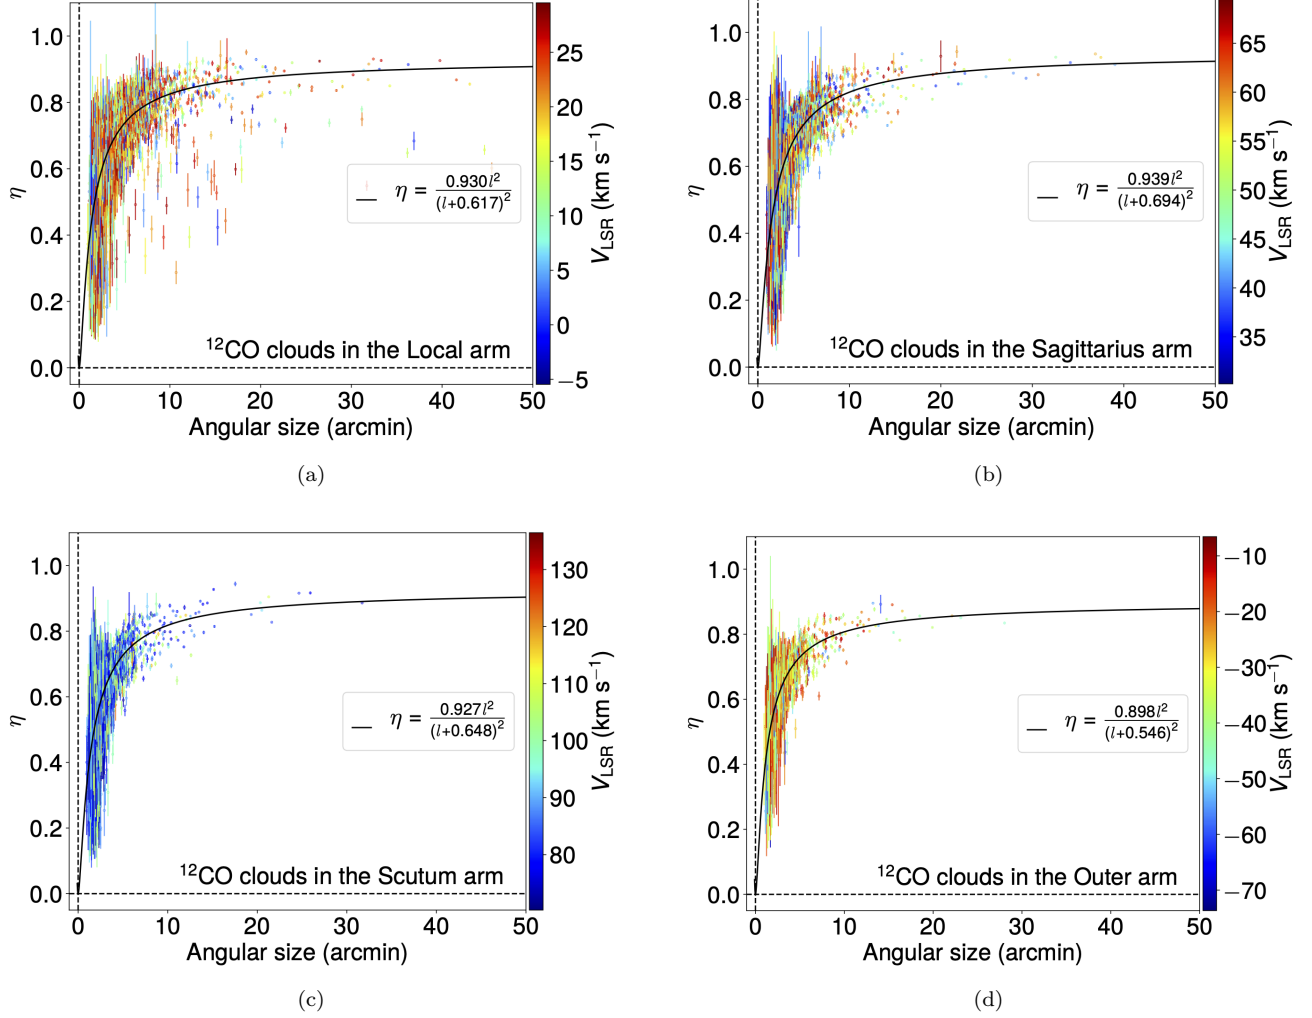 1.0
0.8
0.6
0.4
0.2
0.0
η
0 10 20 30 40 50
Angular size (arcmin)
η = 0.930l²/(l+0.617)²
¹²CO clouds in the Local arm
25
20
15
10
5
0
−5
V_LSR (km s⁻¹)
(a)
1.0
0.8
0.6
0.4
0.2
0.0
η
0 10 20 30 40 50
Angular size (arcmin)
η = 0.939l²/(l+0.694)²
¹²CO clouds in the Sagittarius arm
65
60
55
50
45
40
35
V_LSR (km s⁻¹)
(b)
1.0
0.8
0.6
0.4
0.2
0.0
η
0 10 20 30 40 50
Angular size (arcmin)
η = 0.927l²/(l+0.648)²
¹²CO clouds in the Scutum arm
130
120
110
100
90
80
V_LSR (km s⁻¹)
(c)
1.0
0.8
0.6
0.4
0.2
0.0
η
0 10 20 30 40 50
Angular size (arcmin)
η = 0.898l²/(l+0.546)²
¹²CO clouds in the Outer arm
−10
−20
−30
−40
−50
−60
−70
V_LSR (km s⁻¹)
(d)